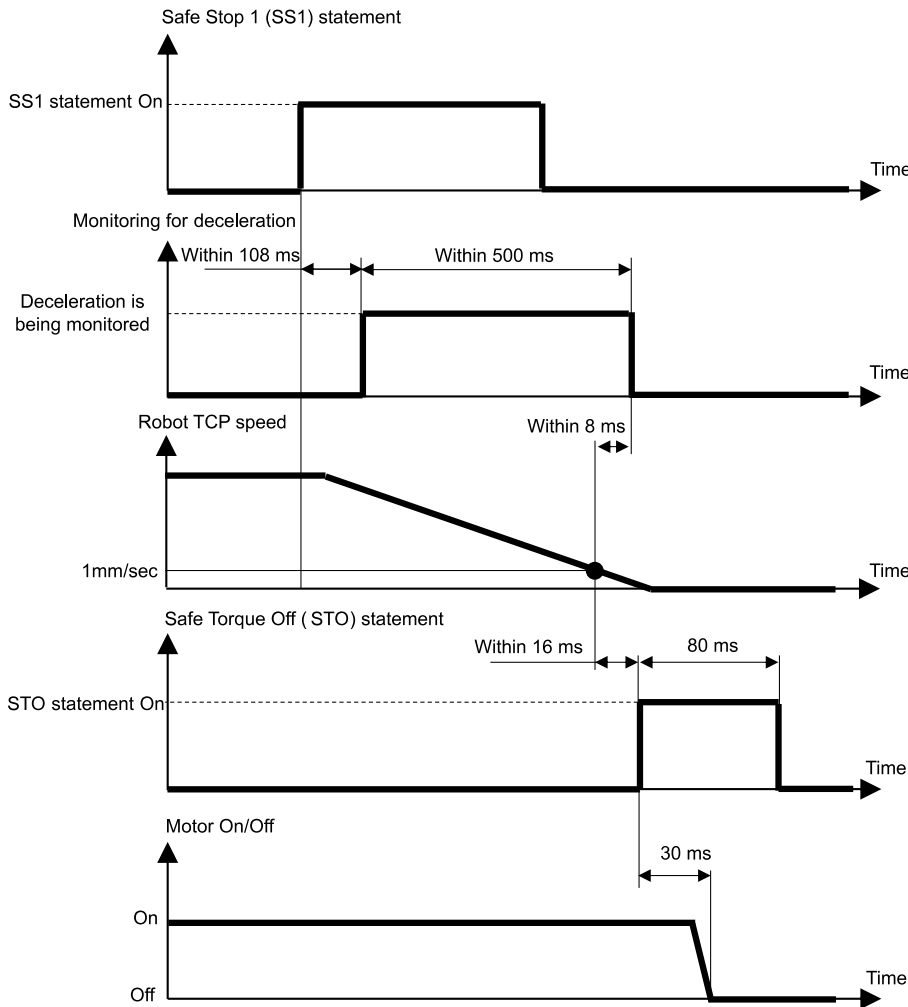 Safe Stop 1 (SS1) statement
SS1 statement On
Time
Monitoring for deceleration
Within 108 ms
Within 500 ms
Deceleration is
being monitored
Time
Robot TCP speed
Within 8 ms
1mm/sec
Time
Safe Torque Off (STO) statement
Within 16 ms
80 ms
STO statement On
Time
Motor On/Off
30 ms
On
Time
Off